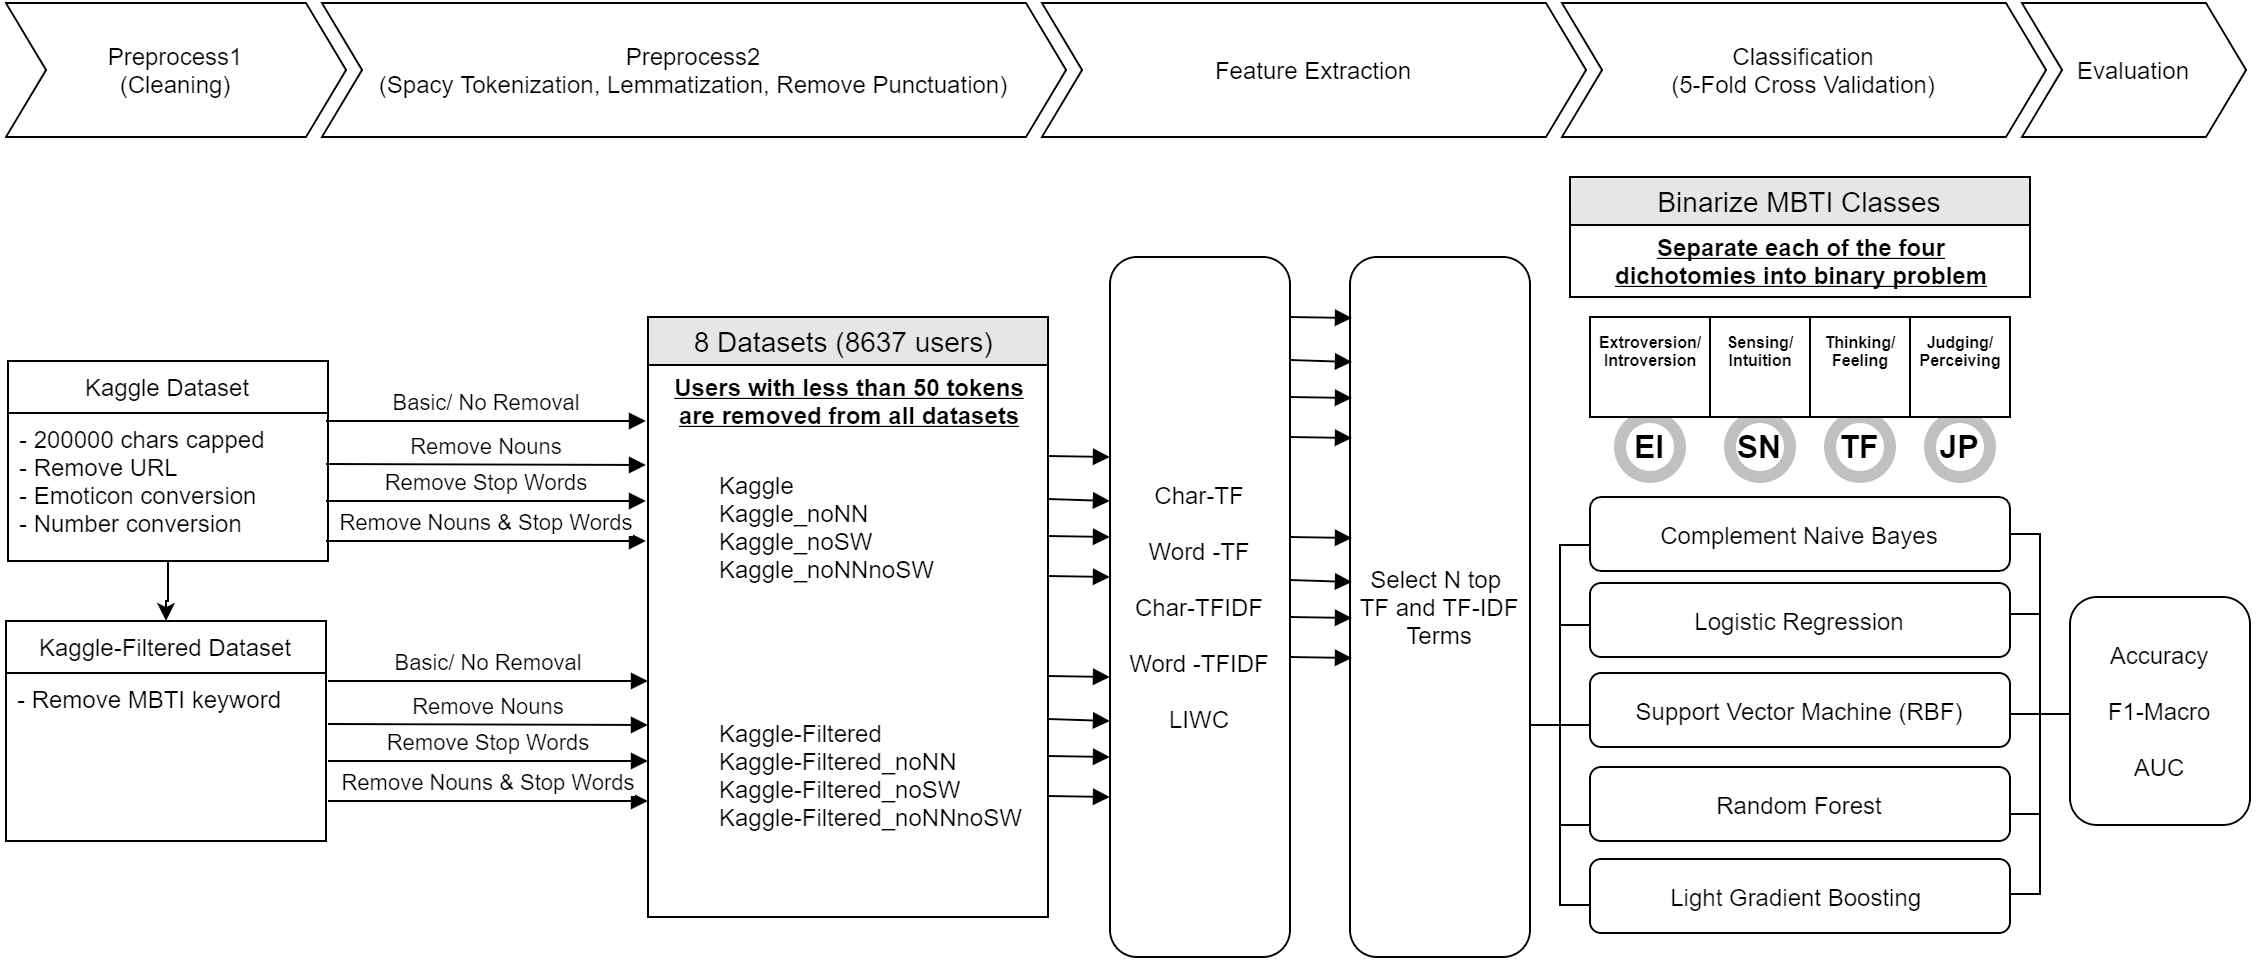 Preprocess1
(Cleaning)
Preprocess2
(Spacy Tokenization, Lemmatization, Remove Punctuation)
Feature Extraction
Classification
(5-Fold Cross Validation)
Evaluation
Kaggle Dataset
- 200000 chars capped
- Remove URL
- Emoticon conversion
- Number conversion
Kaggle-Filtered Dataset
- Remove MBTI keyword
Basic/ No Removal
Remove Nouns
Remove Stop Words
Remove Nouns & Stop Words
Basic/ No Removal
Remove Nouns
Remove Stop Words
Remove Nouns & Stop Words
8 Datasets (8637 users)
Users with less than 50 tokens
are removed from all datasets
Kaggle
Kaggle_noNN
Kaggle_noSW
Kaggle_noNNnoSW
Kaggle-Filtered
Kaggle-Filtered_noNN
Kaggle-Filtered_noSW
Kaggle-Filtered_noNNnoSW
Char-TF
Word -TF
Char-TFIDF
Word -TFIDF
LIWC
Select N top
TF and TF-IDF
Terms
Binarize MBTI Classes
Separate each of the four
dichotomies into binary problem
Extroversion/
Introversion
Sensing/
Intuition
Thinking/
Feeling
Judging/
Perceiving
EI
SN
TF
JP
Complement Naive Bayes
Logistic Regression
Support Vector Machine (RBF)
Random Forest
Light Gradient Boosting
Accuracy
F1-Macro
AUC